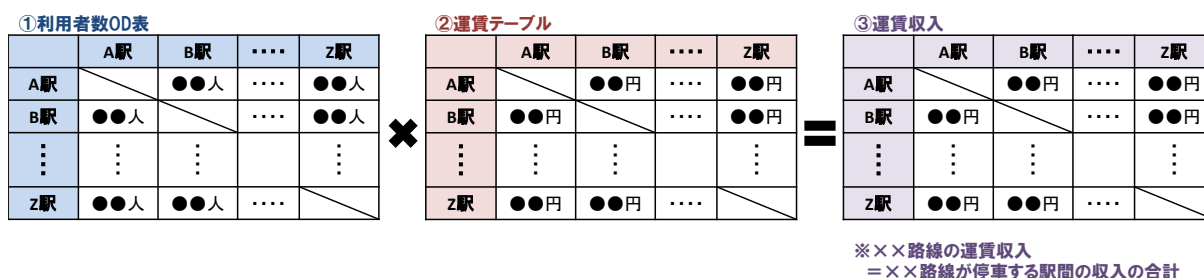 ①利用者数OD表
A駅 B駅 ・・・・ Z駅
A駅 ●●人 ・・・・ ●●人
B駅 ●●人 ・・・・ ●●人
⋮ ⋮ ⋮ ⋮
Z駅 ●●人 ●●人 ・・・・
×
②運賃テーブル
A駅 B駅 ・・・・ Z駅
A駅 ●●円 ・・・・ ●●円
B駅 ●●円 ・・・・ ●●円
⋮ ⋮ ⋮ ⋮
Z駅 ●●円 ●●円 ・・・・
=
③運賃収入
A駅 B駅 ・・・・ Z駅
A駅 ●●円 ・・・・ ●●円
B駅 ●●円 ・・・・ ●●円
⋮ ⋮ ⋮ ⋮
Z駅 ●●円 ●●円 ・・・・
※××路線の運賃収入
=××路線が停車する駅間の収入の合計